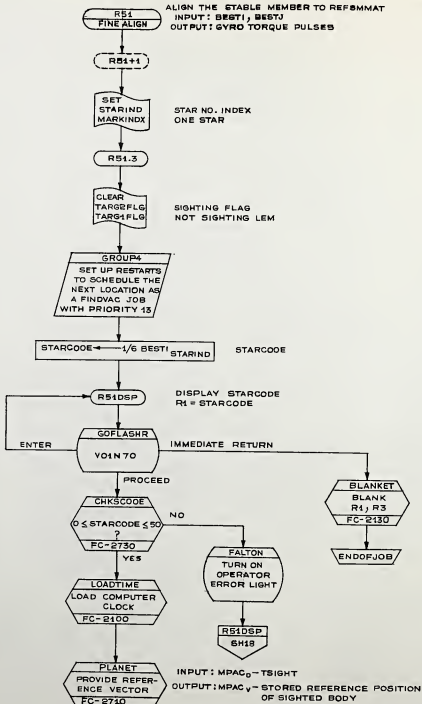 R51
FINE ALIGN
ALIGN THE STABLE MEMBER TO REFSMMAT
INPUT: BESTI, BESTJ
OUTPUT: GYRO TORQUE PULSES
R51+1
SET
STARIND
MARKINDX
STAR NO. INDEX
ONE STAR
R51.3
CLEAR
TARG2FLG
TARG1FLG
SIGHTING FLAG
NOT SIGHTING LEM
GROUP4
SET UP RESTARTS
TO SCHEDULE THE
NEXT LOCATION AS
A FINDVAC JOB
WITH PRIORITY 13
STARCODE ← 1/6 BESTI STARIND
STARCODE
R51DSP
DISPLAY STARCODE
R1 = STARCODE
GOFLASHR
ENTER
V01N70
IMMEDIATE RETURN
PROCEED
BLANKET
BLANK
R1, R3
FC-2130
ENDOFJOB
CHKSCODE
0 ≤ STARCODE ≤ 50
?
FC-2730
NO
YES
FALTON
TURN ON
OPERATOR
ERROR LIGHT
R51DSP
SH18
LOADTIME
LOAD COMPUTER
CLOCK
FC-2100
PLANET
PROVIDE REFER-
ENCE VECTOR
FC-2710
INPUT: MPAC₀-TSIGHT
OUTPUT: MPACᵥ-STORED REFERENCE POSITION
OF SIGHTED BODY